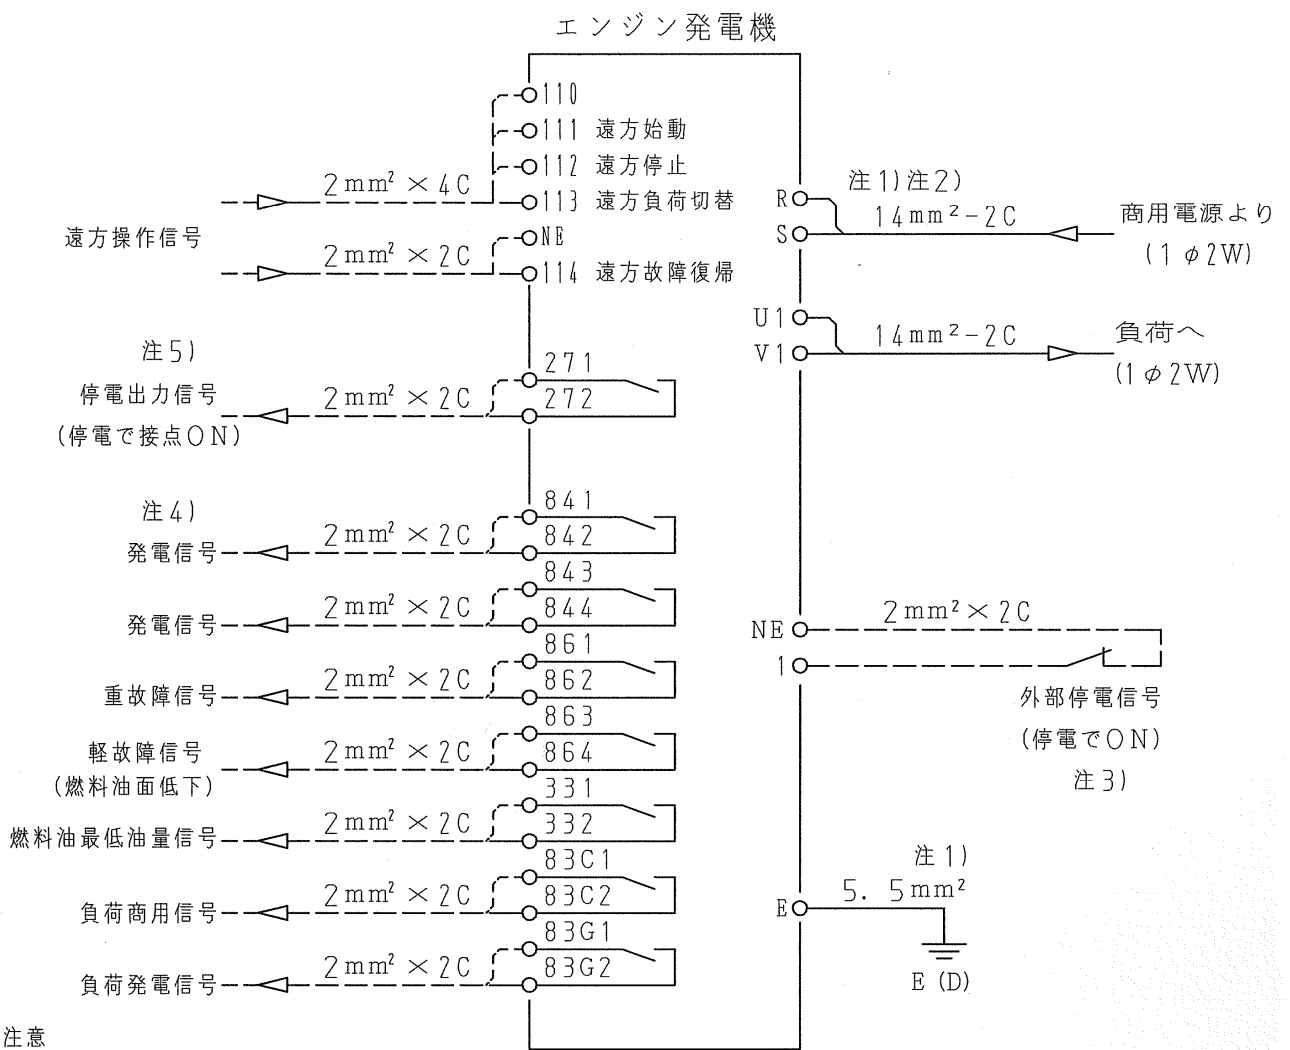 エンジン発電機
110
111 遠方始動
112 遠方停止
2mm²×4C
113 遠方負荷切替
遠方操作信号
NE
2mm²×2C
114 遠方故障復帰
注5)
停電出力信号
(停電で接点ON)
2mm²×2C
271
272
注4)
発電信号
2mm²×2C
841
842
発電信号
2mm²×2C
843
844
重故障信号
2mm²×2C
861
862
軽故障信号
(燃料油面低下)
2mm²×2C
863
864
燃料油最低油量信号
2mm²×2C
331
332
負荷商用信号
2mm²×2C
83C1
83C2
負荷発電信号
2mm²×2C
83G1
83G2
R
S
注1)注2)
14mm²-2C
商用電源より
(1φ2W)
U1
V1
14mm²-2C
負荷へ
(1φ2W)
NE
2mm²×2C
1
外部停電信号
(停電でON)
注3)
注1)
E
5.5mm²
E(D)
注意